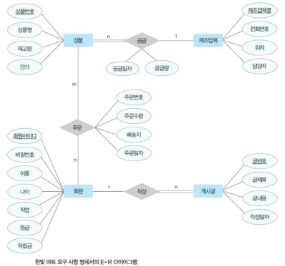 상품번호
상품명
재고량
단가
상품
n
공급
1
제조업체
공급일자
공급량
제조업체명
전화번호
위치
담당자
m
주문
주문번호
주문수량
배송지
주문일자
n
회원아이디
비밀번호
이름
나이
직업
등급
적립금
회원
1
작성
n
게시글
글번호
글제목
글내용
작성일자
한빛 마트 요구 사항 명세서의 E-R 다이어그램